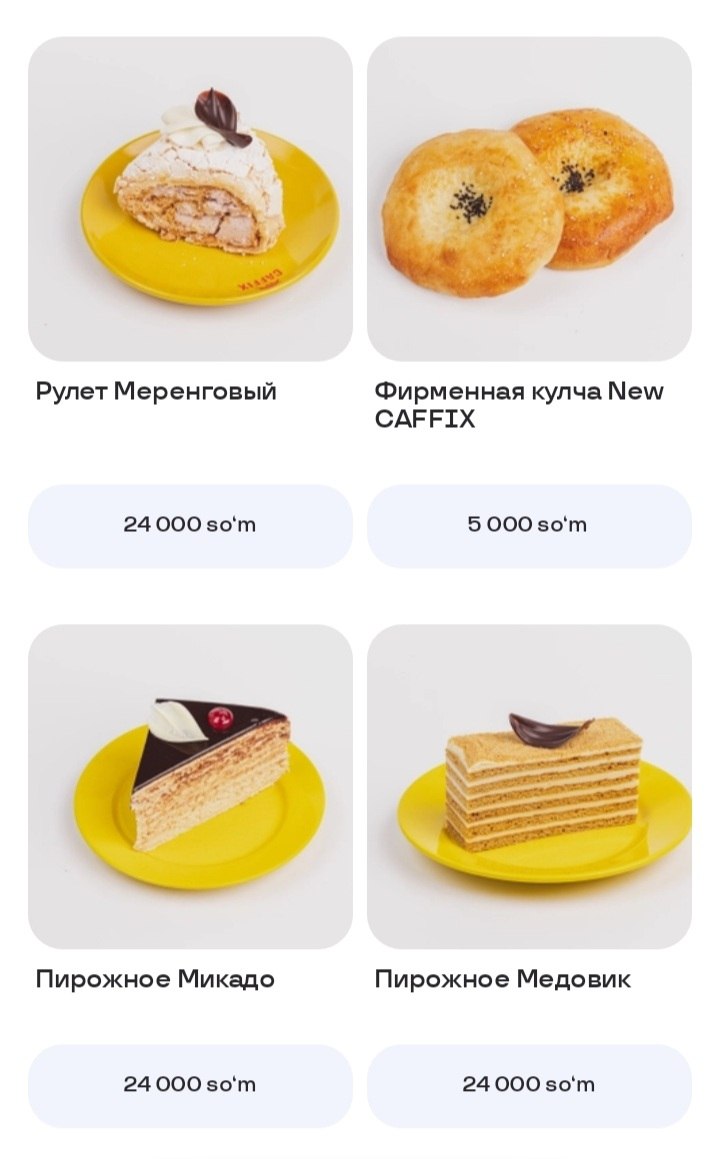 CAFFIX
Рулет Меренговый
Фирменная кулча New
CAFFIX
24 000 so‘m
5 000 so‘m
Пирожное Микадо
Пирожное Медовик
24 000 so‘m
24 000 so‘m